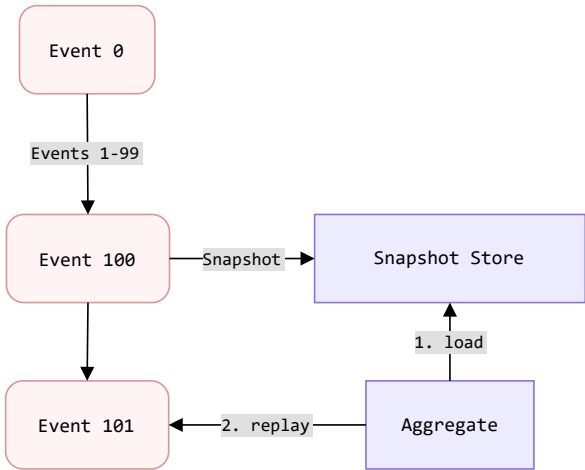 Event 0
Events 1-99
Event 100
Snapshot
Snapshot Store
1. load
Event 101
2. replay
Aggregate